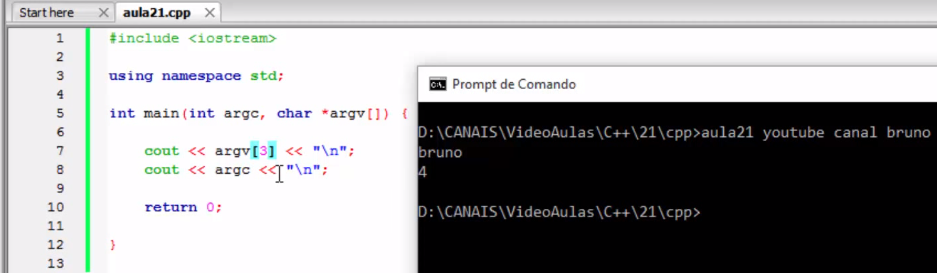 Start here aula21.cpp
1 #include <iostream>
2
3 using namespace std;
4
5 int main(int argc, char *argv[]) {
6
7 cout << argv[3] << "\n";
8 cout << argc << "\n";
9
10 return 0;
11
12 }
13
Prompt de Comando
D:\CANAIS\VideoAulas\C++\21\cpp>aula21 youtube canal bruno
bruno
4
D:\CANAIS\VideoAulas\C++\21\cpp>